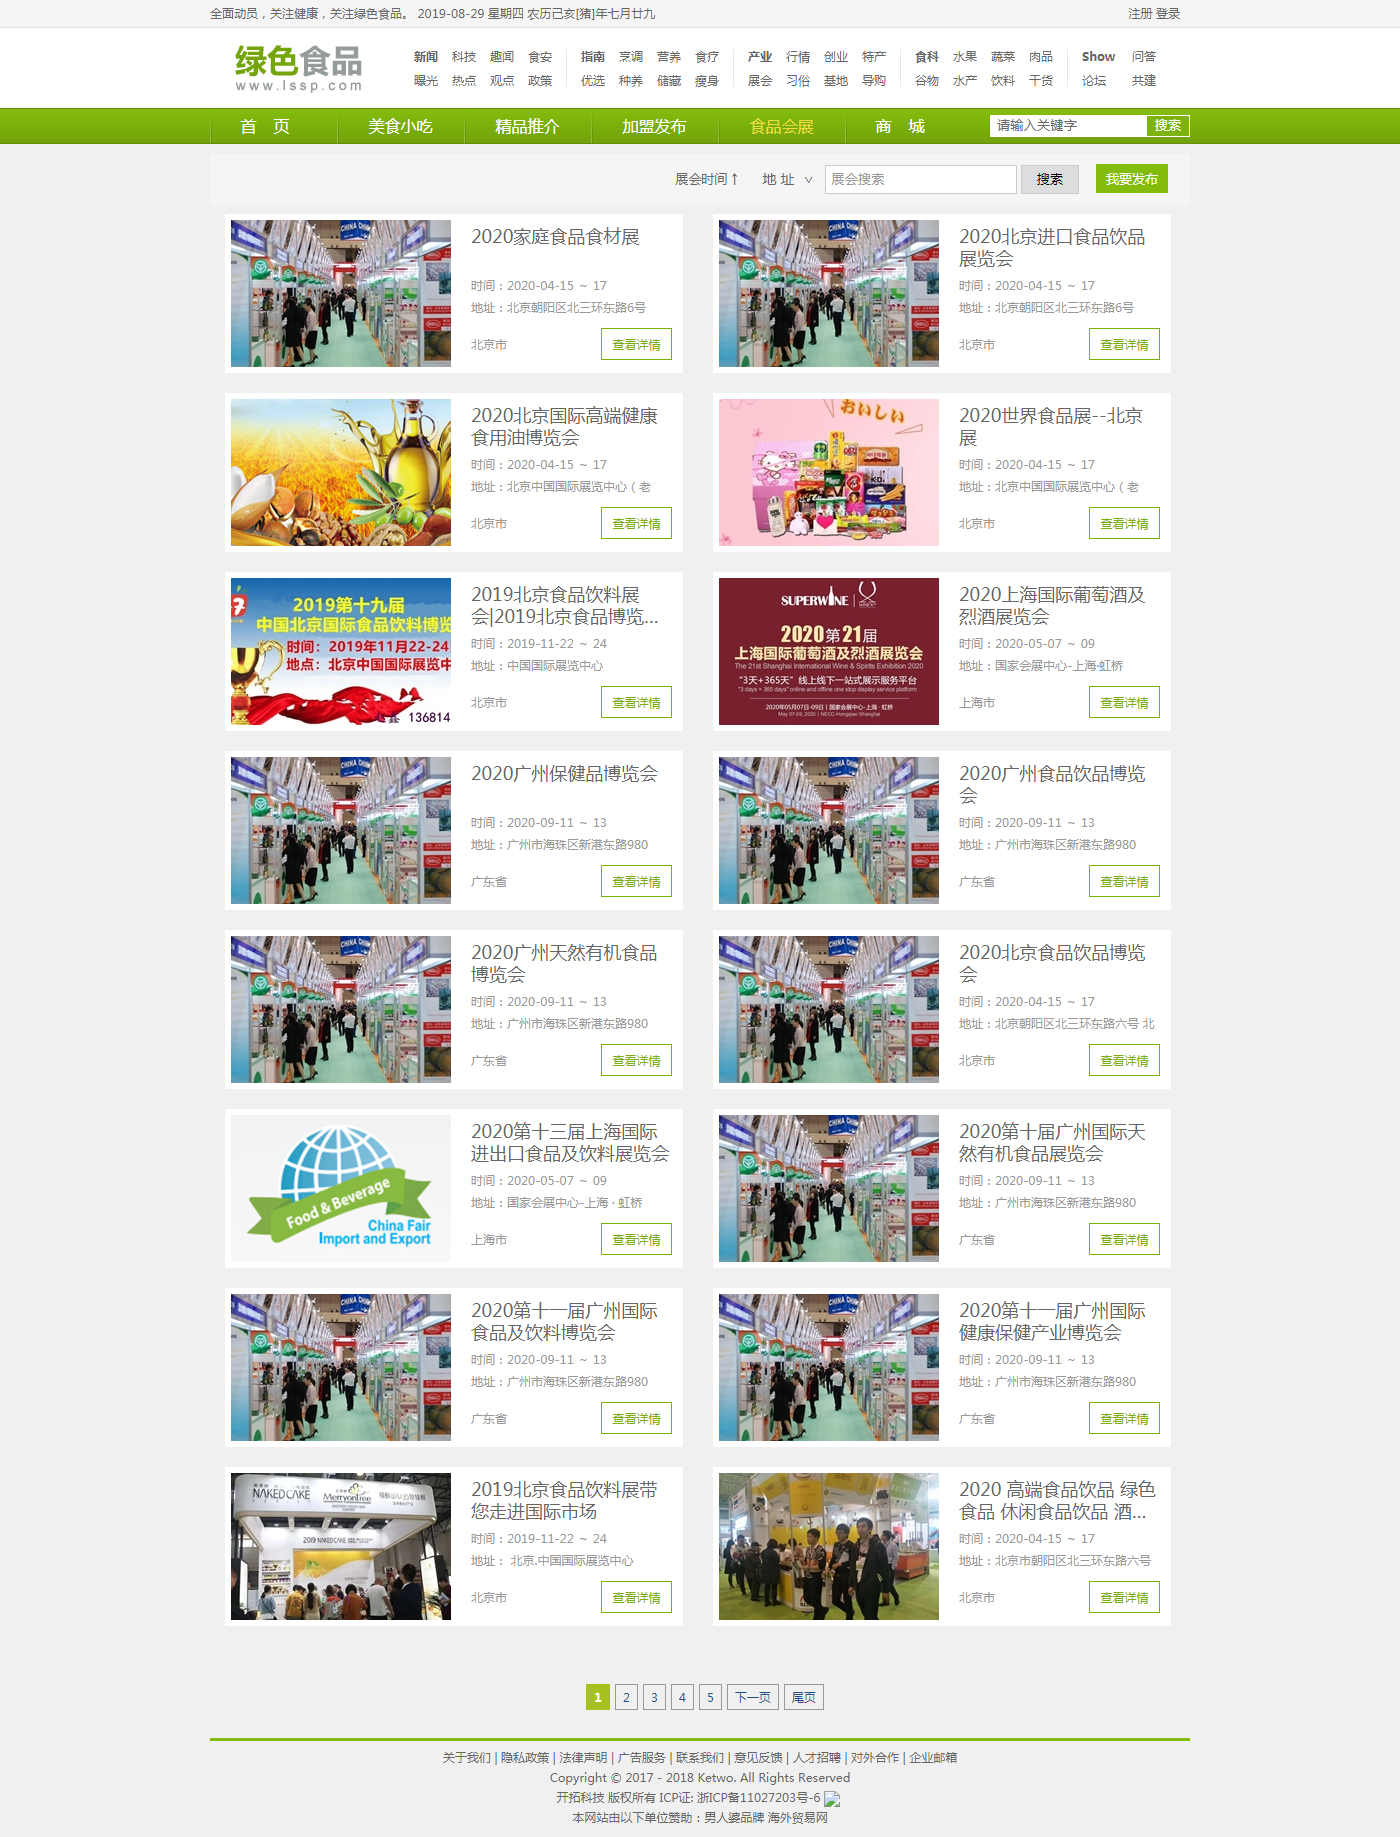 全面动员，关注健康，关注绿色食品。 2019-08-29 星期四 农历己亥[猪]年七月廿九
注册 登录
绿色食品
www.lssp.com
新闻 科技 趣闻 食安 指南 烹调 营养 食疗 产业 行情 创业 特产 食科 水果 蔬菜 肉品 Show 问答
曝光 热点 观点 政策 优选 种养 储藏 瘦身 展会 习俗 基地 导购 谷物 水产 饮料 干货 论坛 共建
首 页 美食小吃 精品推介 加盟发布 食品会展 商 城 请输入关键字 搜索
展会时间↑ 地 址 展会搜索 搜索 我要发布
2020家庭食品食材展
时间：2020-04-15 ~ 17
地址：北京朝阳区北三环东路6号
北京市 查看详情
2020北京进口食品饮品
展览会
时间：2020-04-15 ~ 17
地址：北京朝阳区北三环东路6号
北京市 查看详情
2020北京国际高端健康
食用油博览会
时间：2020-04-15 ~ 17
地址：北京中国国际展览中心（老
北京市 查看详情
おいしい
2020世界食品展--北京
展
时间：2020-04-15 ~ 17
地址：北京中国国际展览中心（老
北京市 查看详情
2019第十九届
中国北京国际食品饮料博览
时间：2019年11月22-24
地点：北京中国国际展览中
136814
2019北京食品饮料展
会|2019北京食品博览...
时间：2019-11-22 ~ 24
地址：中国国际展览中心
北京市 查看详情
SUPERWINE
2020第21届
上海国际葡萄酒及烈酒展览会
The 21st Shanghai International Wine & Spirits Exhibition 2020
“3天+365天”线上线下一站式展示服务平台
"3 days + 365 days" online and offline one stop display service platform
2020年05月07日-09日 | 国家会展中心-上海·虹桥
May 07-09, 2020 | NECC-Hongqiao-Shanghai
2020上海国际葡萄酒及
烈酒展览会
时间：2020-05-07 ~ 09
地址：国家会展中心-上海·虹桥
上海市 查看详情
2020广州保健品博览会
时间：2020-09-11 ~ 13
地址：广州市海珠区新港东路980
广东省 查看详情
2020广州食品饮品博览
会
时间：2020-09-11 ~ 13
地址：广州市海珠区新港东路980
广东省 查看详情
2020广州天然有机食品
博览会
时间：2020-09-11 ~ 13
地址：广州市海珠区新港东路980
广东省 查看详情
2020北京食品饮品博览
会
时间：2020-04-15 ~ 17
地址：北京朝阳区北三环东路六号 北
北京市 查看详情
Food & Beverage
China Fair
Import and Export
2020第十三届上海国际
进出口食品及饮料展览会
时间：2020-05-07 ~ 09
地址：国家会展中心-上海 · 虹桥
上海市 查看详情
2020第十届广州国际天
然有机食品展览会
时间：2020-09-11 ~ 13
地址：广州市海珠区新港东路980
广东省 查看详情
2020第十一届广州国际
食品及饮料博览会
时间：2020-09-11 ~ 13
地址：广州市海珠区新港东路980
广东省 查看详情
2020第十一届广州国际
健康保健产业博览会
时间：2020-09-11 ~ 13
地址：广州市海珠区新港东路980
广东省 查看详情
NAKEDCAKE
Merryontree
2019 NAKEDCAKE
2019北京食品饮料展带
您走进国际市场
时间：2019-11-22 ~ 24
地址： 北京.中国国际展览中心
北京市 查看详情
2020 高端食品饮品 绿色
食品 休闲食品饮品 酒...
时间：2020-04-15 ~ 17
地址：北京市朝阳区北三环东路六号
北京市 查看详情
1 2 3 4 5 下一页 尾页
关于我们 | 隐私政策 | 法律声明 | 广告服务 | 联系我们 | 意见反馈 | 人才招聘 | 对外合作 | 企业邮箱
Copyright © 2017 - 2018 Ketwo. All Rights Reserved
开拓科技 版权所有 ICP证: 浙ICP备11027203号-6
本网站由以下单位赞助：男人婆品牌 海外贸易网